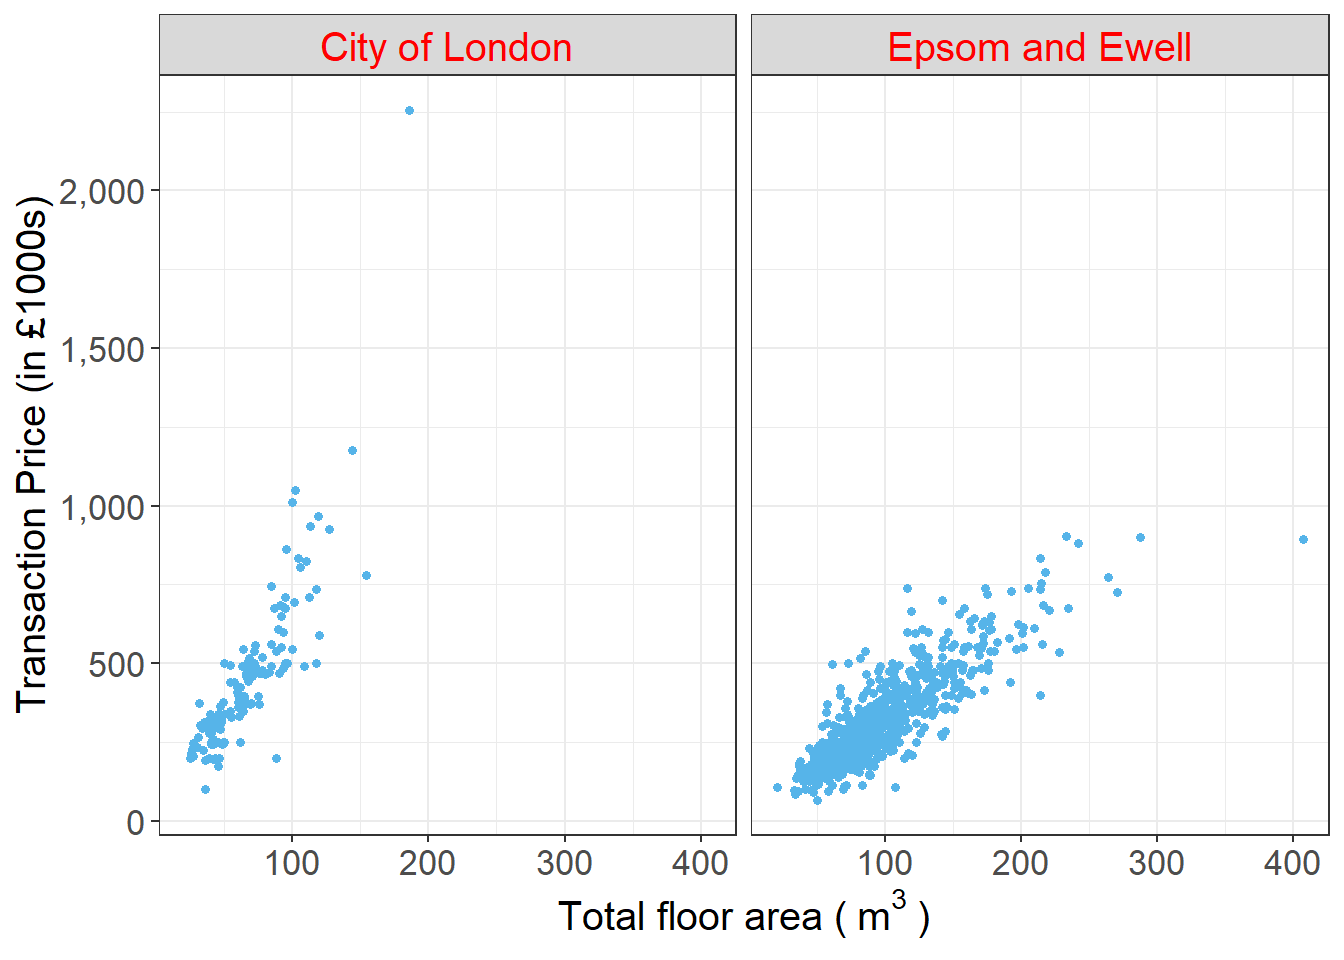 City of London
Epsom and Ewell
Transaction Price (in £1000s)
2,000
1,500
1,000
500
0
100 200 300 400
100 200 300 400
Total floor area ( m³ )